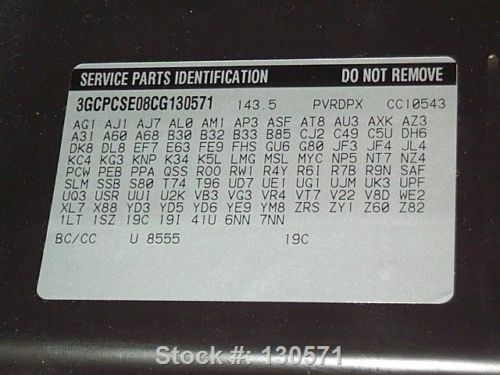 SERVICE PARTS IDENTIFICATION DO NOT REMOVE
3GCPCSE08CG130571 143.5 PVRDPX CC10543
AG1 AJ1 AJ7 AL0 AM1 AP3 ASF AT8 AU3 AXK AZ3
A31 A60 A68 B30 B32 B33 B85 CJ2 C49 C5U DH6
DK8 DL8 EF7 E63 FE9 FHS GU6 G80 JF3 JF4 JL4
KC4 KG3 KNP K34 K5L LMG MSL MYC NP5 NT7 NZ4
PCW PEB PPA QSS R00 RW1 R4Y R6I R7B R9N SAF
SLM SSB S80 T74 T96 UD7 UE1 UG1 UJM UK3 UPF
UQ3 USR UUI U2K VB3 VG3 VR4 VT7 V22 V8D WE2
XL7 X88 YD3 YD5 YD6 YE9 YM8 ZRS ZY1 Z60 Z82
1LT 1SZ 19C 19I 41U 6NN 7NN
BC/CC U 8555 19C
Stock #: 130571